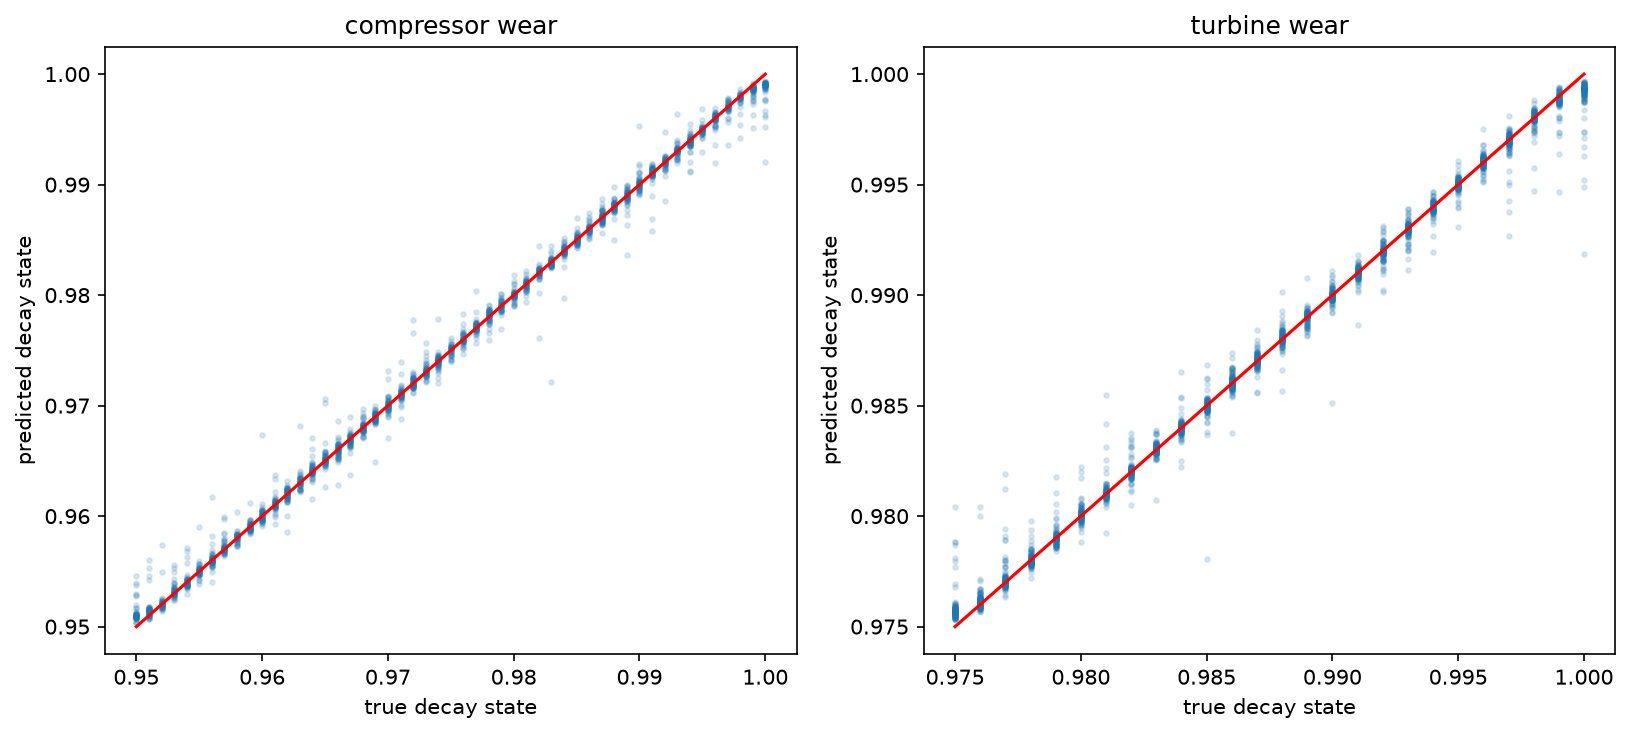 compressor wear
1.00
0.99
0.98
0.97
0.96
0.95
predicted decay state
0.95 0.96 0.97 0.98 0.99 1.00
true decay state
turbine wear
1.000
0.995
0.990
0.985
0.980
0.975
predicted decay state
0.975 0.980 0.985 0.990 0.995 1.000
true decay state